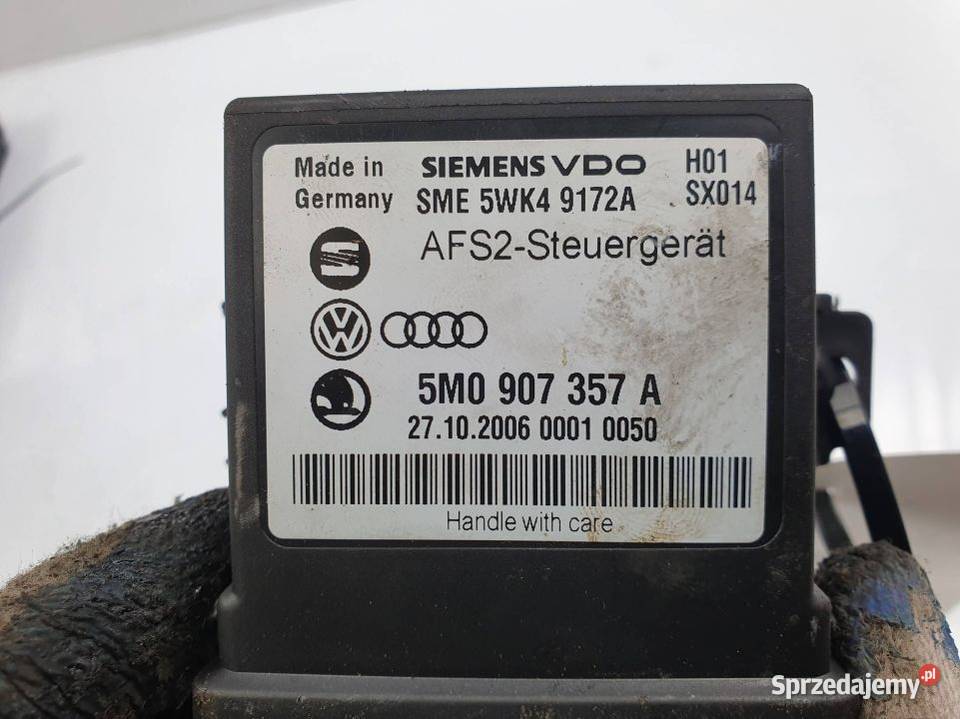 Made in Germany
SIEMENS VDO
H01
SME 5WK4 9172A
SX014
AFS2-Steuergerät
5M0 907 357 A
27.10.2006 0001 0050
Handle with care
Sprzedajemy.pl